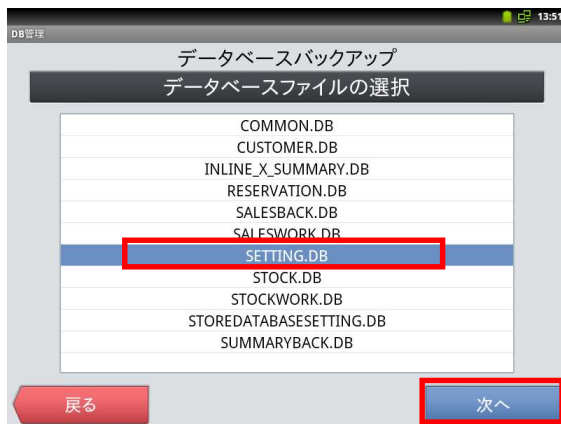 13:51
DB管理
データベースバックアップ
データベースファイルの選択
COMMON.DB
CUSTOMER.DB
INLINE_X_SUMMARY.DB
RESERVATION.DB
SALESBACK.DB
SALESWORK.DB
SETTING.DB
STOCK.DB
STOCKWORK.DB
STOREDATABASESETTING.DB
SUMMARYBACK.DB
戻る
次へ